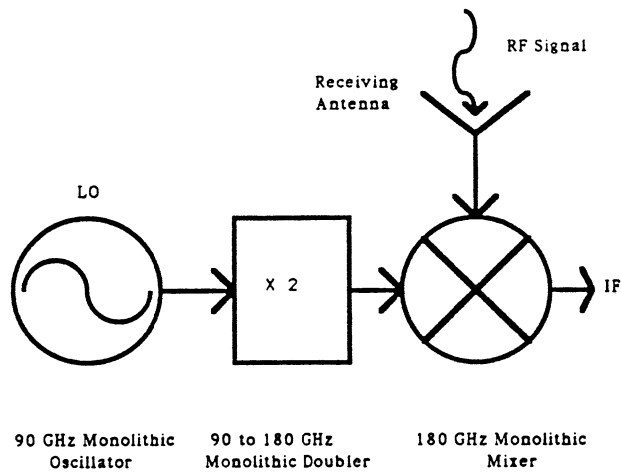 RF Signal
Receiving
Antenna
LO
X 2
IF
90 GHz Monolithic
Oscillator
90 to 180 GHz
Monolithic Doubler
180 GHz Monolithic
Mixer